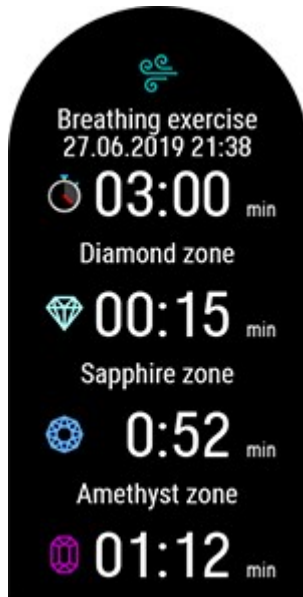 Breathing exercise
27.06.2019 21:38
03:00 min
Diamond zone
00:15 min
Sapphire zone
0:52 min
Amethyst zone
01:12 min